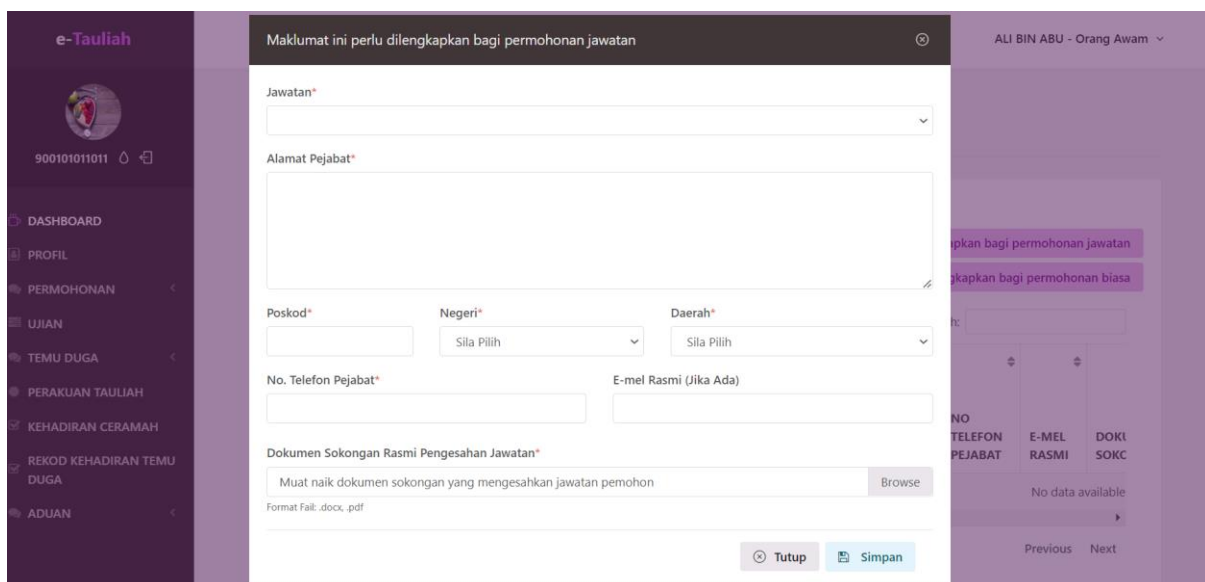 e-Tauliah
900101011011
DASHBOARD
PROFIL
PERMOHONAN
UJIAN
TEMU DUGA
PERAKUAN TAULIAH
KEHADIRAN CERAMAH
REKOD KEHADIRAN TEMU
DUGA
ADUAN
Maklumat ini perlu dilengkapkan bagi permohonan jawatan
Jawatan*
Alamat Pejabat*
Poskod*
Negeri*
Daerah*
Sila Pilih
Sila Pilih
No. Telefon Pejabat*
E-mel Rasmi (Jika Ada)
Dokumen Sokongan Rasmi Pengesahan Jawatan*
Muat naik dokumen sokongan yang mengesahkan jawatan pemohon
Browse
Format Fail: .docx, .pdf
Tutup
Simpan
ALI BIN ABU - Orang Awam
bagi permohonan jawatan
bagi permohonan biasa
NO
TELEFON
PEJABAT
E-MEL
RASMI
No data available
Previous
Next